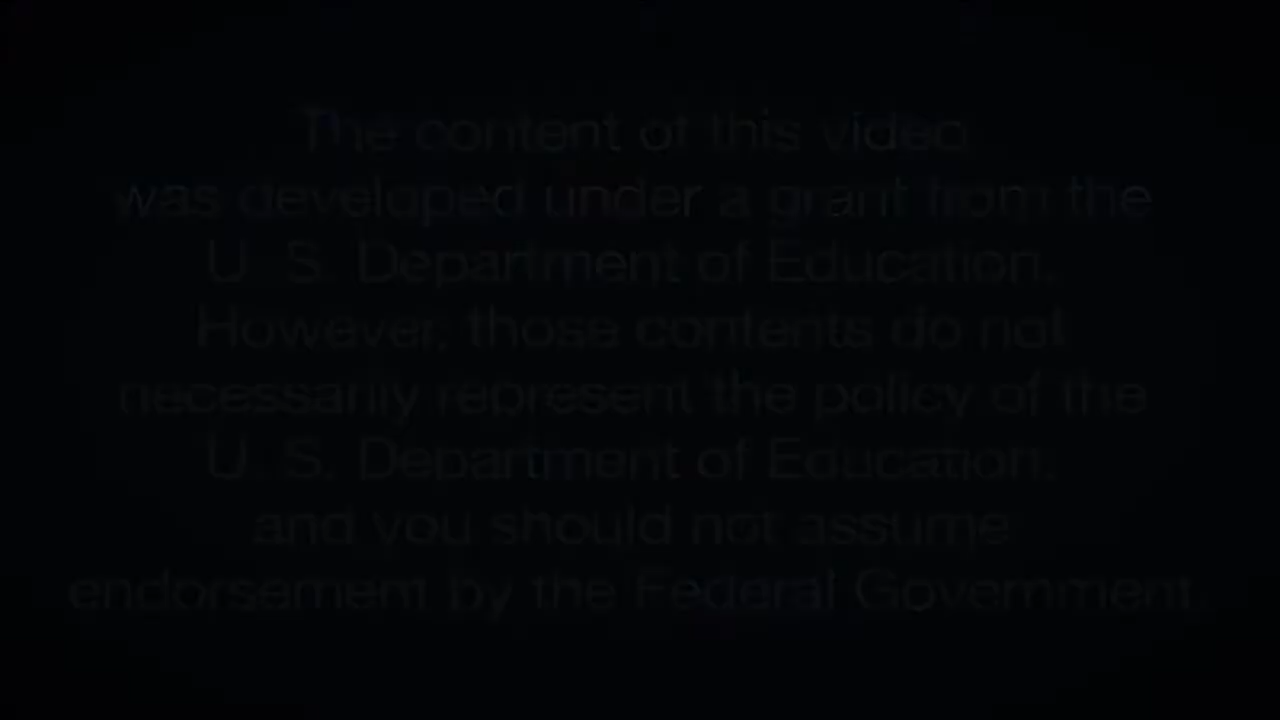 The content of this video
was developed under a grant from the
U. S. Department of Education.
However, those contents do not
necessarily represent the policy of the
U. S. Department of Education,
and you should not assume
endorsement by the Federal Government.